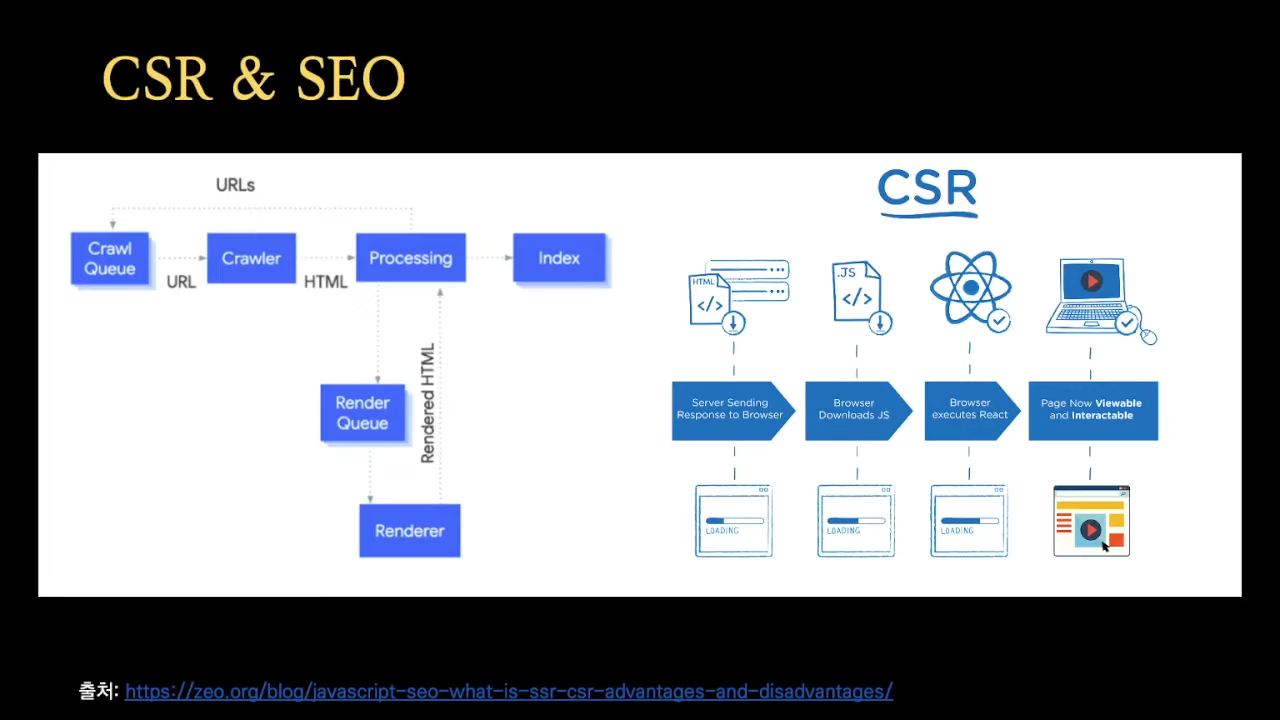 CSR & SEO
URLs
Crawl
Queue
URL
Crawler
HTML
Processing
Index
Render
Queue
Rendered HTML
Renderer
CSR
HTML
</>
.JS
</>
Server Sending
Response to Browser
Browser
Downloads JS
Browser
executes React
Page Now Viewable
and Interactable
LOADING
LOADING
LOADING
출처: https://zeo.org/blog/javascript-seo-what-is-ssr-csr-advantages-and-disadvantages/